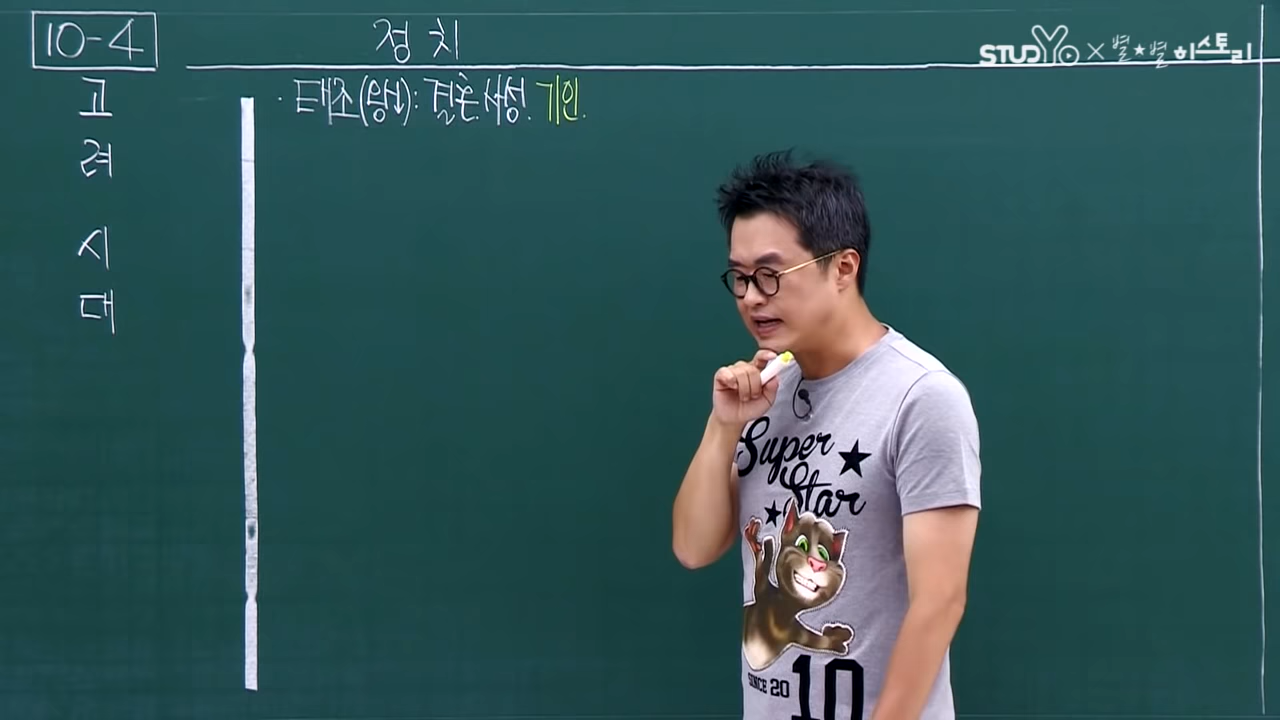 10-4
정치
STUDYo × 별★별 히스토리
고
려
시
대
· 태조(왕건): 결혼. 사성. 기인.
Super
Star
SINCE 20
10